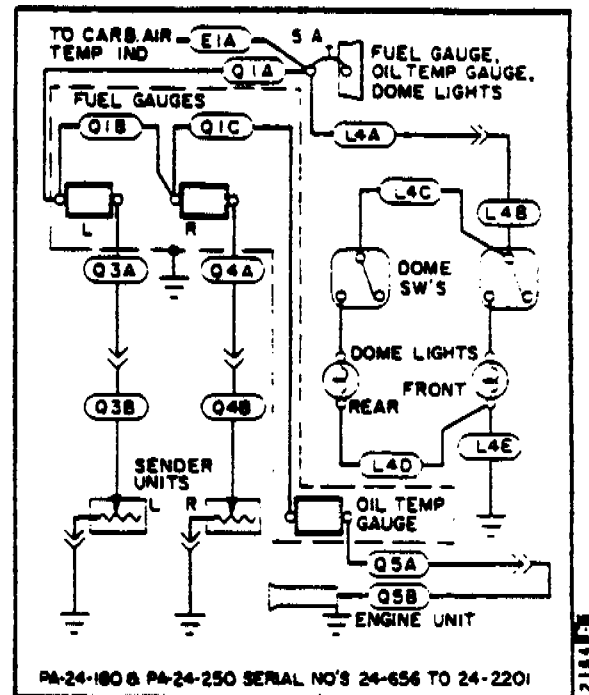 TO CARB. AIR
TEMP IND
E1A
5 A
FUEL GAUGE,
OIL TEMP GAUGE,
DOME LIGHTS
Q1A
FUEL GAUGES
Q1B
Q1C
L4A
L4C
L4B
L
R
Q3A
Q4A
DOME
SW'S
DOME LIGHTS
REAR
FRONT
Q3B
Q4B
L4D
L4E
SENDER
UNITS
L
R
OIL TEMP
GAUGE
Q5A
Q5B
ENGINE UNIT
PA-24-180 & PA-24-250 SERIAL NO'S 24-656 TO 24-2201